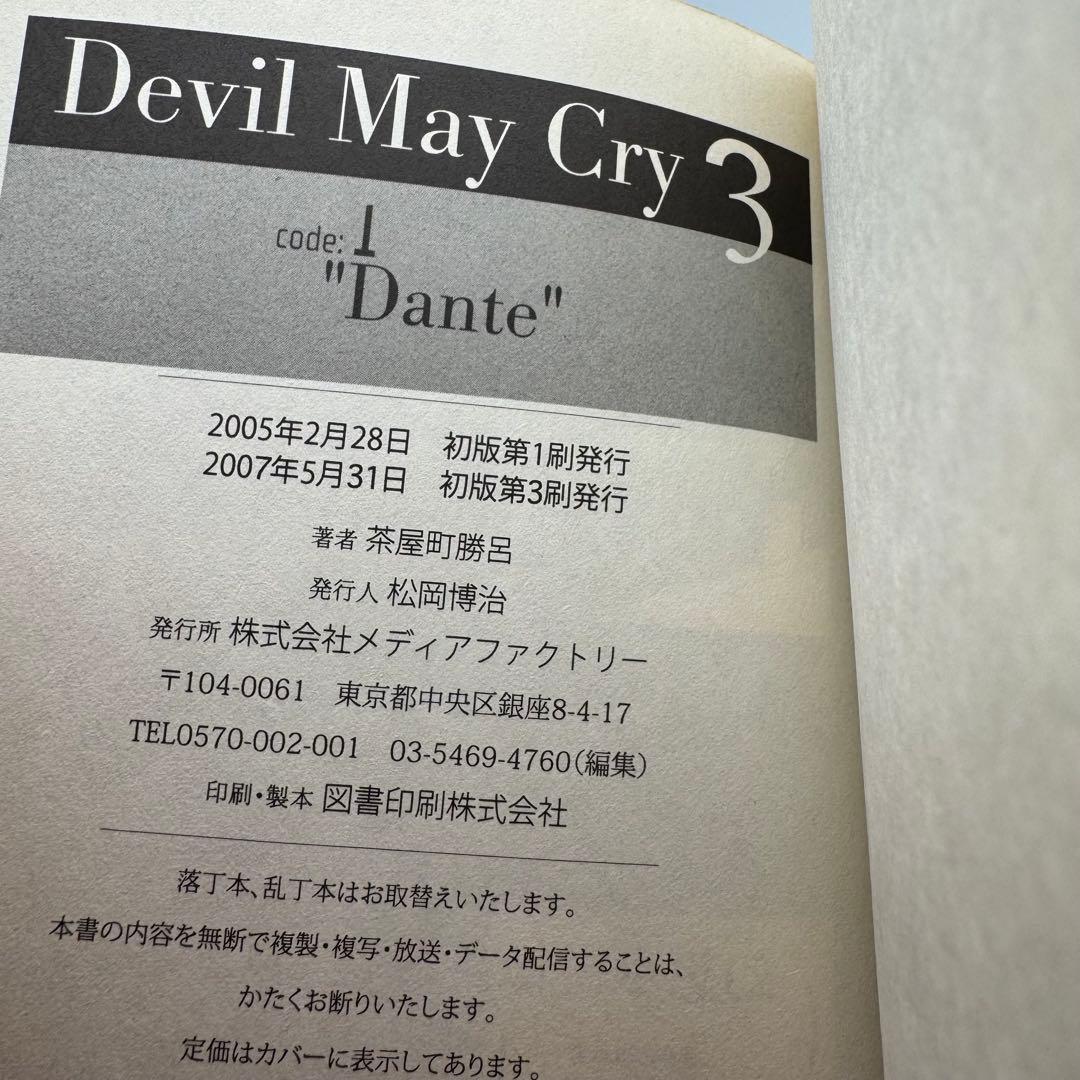 Devil May Cry 3
code: 1
"Dante"
2005年2月28日 初版第1刷発行
2007年5月31日 初版第3刷発行
著者 茶屋町勝呂
発行人 松岡博治
発行所 株式会社メディアファクトリー
〒104-0061 東京都中央区銀座8-4-17
TEL0570-002-001 03-5469-4760(編集)
印刷・製本 図書印刷株式会社
落丁本、乱丁本はお取替えいたします。
本書の内容を無断で複製・複写・放送・データ配信することは、
かたくお断りいたします。
定価はカバーに表示してあります。